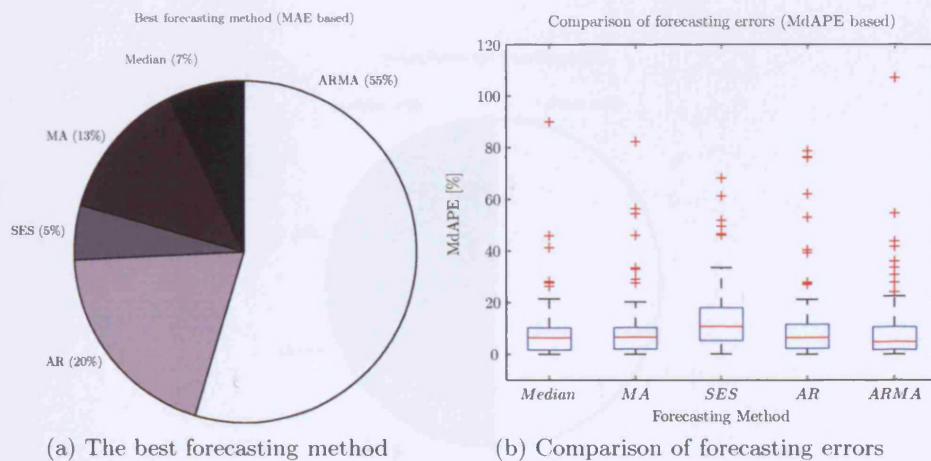 Best forecasting method (MAE based)
Median (7%)
ARMA (55%)
MA (13%)
SES (5%)
AR (20%)
(a) The best forecasting method
Comparison of forecasting errors (MdAPE based)
120
100
80
60
40
20
0
MdAPE [%]
Median MA SES AR ARMA
Forecasting Method
(b) Comparison of forecasting errors